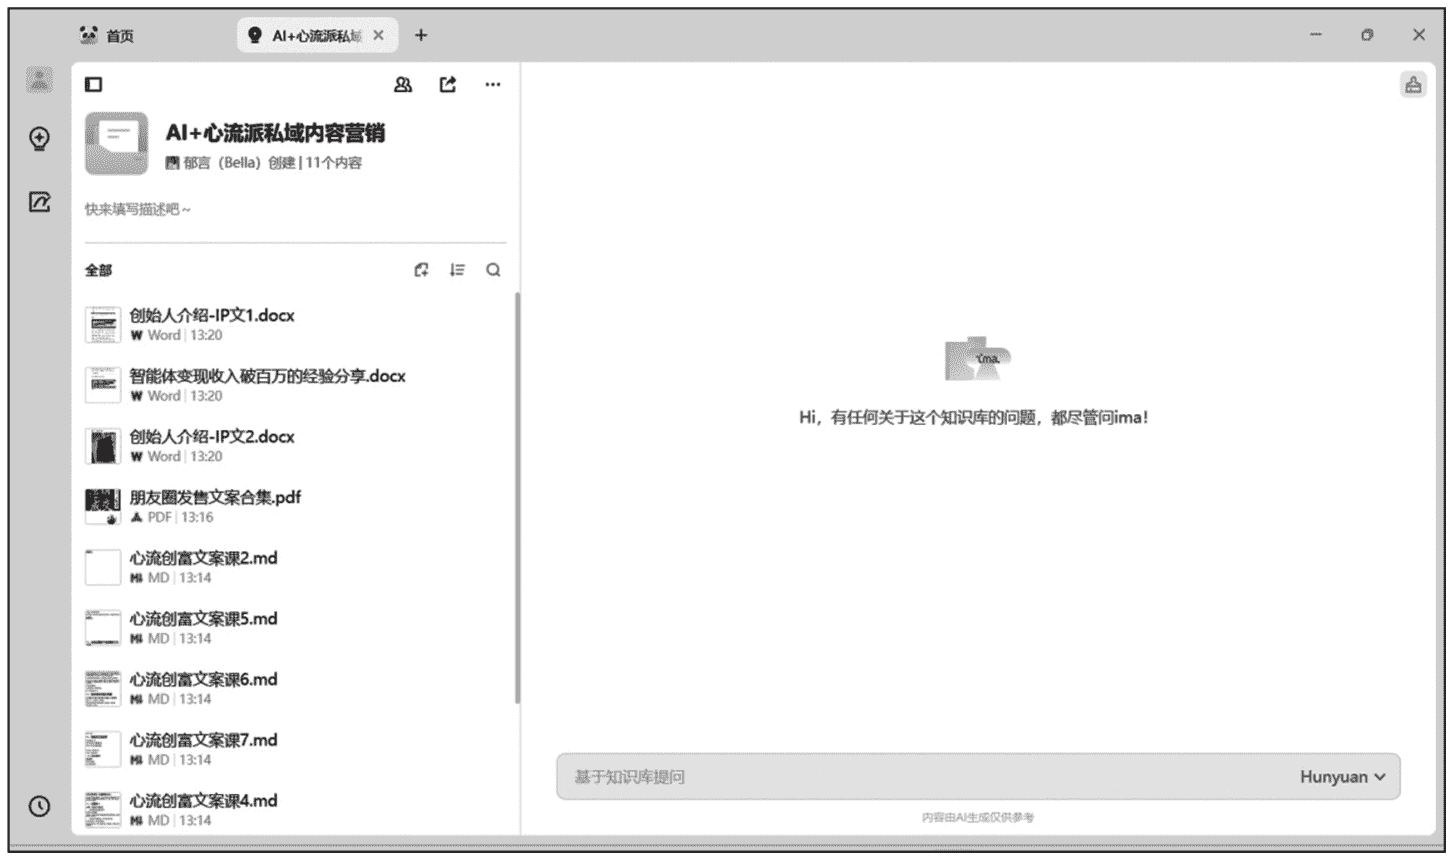 首页
AI+心流派私域
AI+心流派私域内容营销
郁言（Bella）创建 | 11个内容
快来填写描述吧~
全部
创始人介绍-IP文1.docx
W Word | 13:20
智能体变现收入破百万的经验分享.docx
W Word | 13:20
创始人介绍-IP文2.docx
W Word | 13:20
朋友圈发售文案合集.pdf
PDF | 13:16
心流创富文案课2.md
MD | 13:14
心流创富文案课5.md
MD | 13:14
心流创富文案课6.md
MD | 13:14
心流创富文案课7.md
MD | 13:14
心流创富文案课4.md
MD | 13:14
ima.
Hi，有任何关于这个知识库的问题，都尽管问ima!
基于知识库提问
Hunyuan
内容由AI生成仅供参考